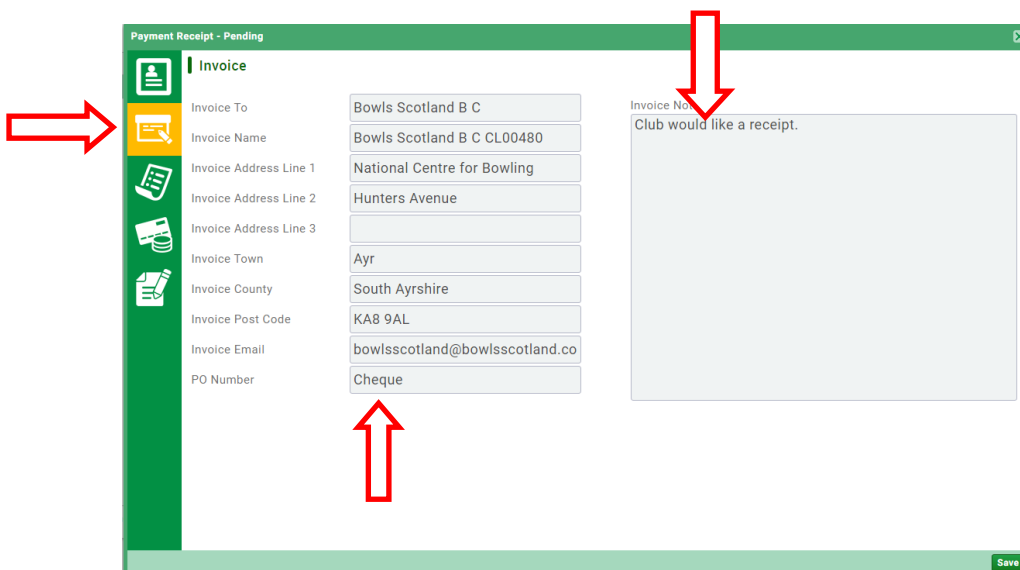 Payment Receipt - Pending
Invoice
Invoice To Bowls Scotland B C
Invoice Name Bowls Scotland B C CL00480
Invoice Address Line 1 National Centre for Bowling
Invoice Address Line 2 Hunters Avenue
Invoice Address Line 3
Invoice Town Ayr
Invoice County South Ayrshire
Invoice Post Code KA8 9AL
Invoice Email bowlsscotland@bowlsscotland.co
PO Number Cheque
Invoice
Club would like a receipt.
Save